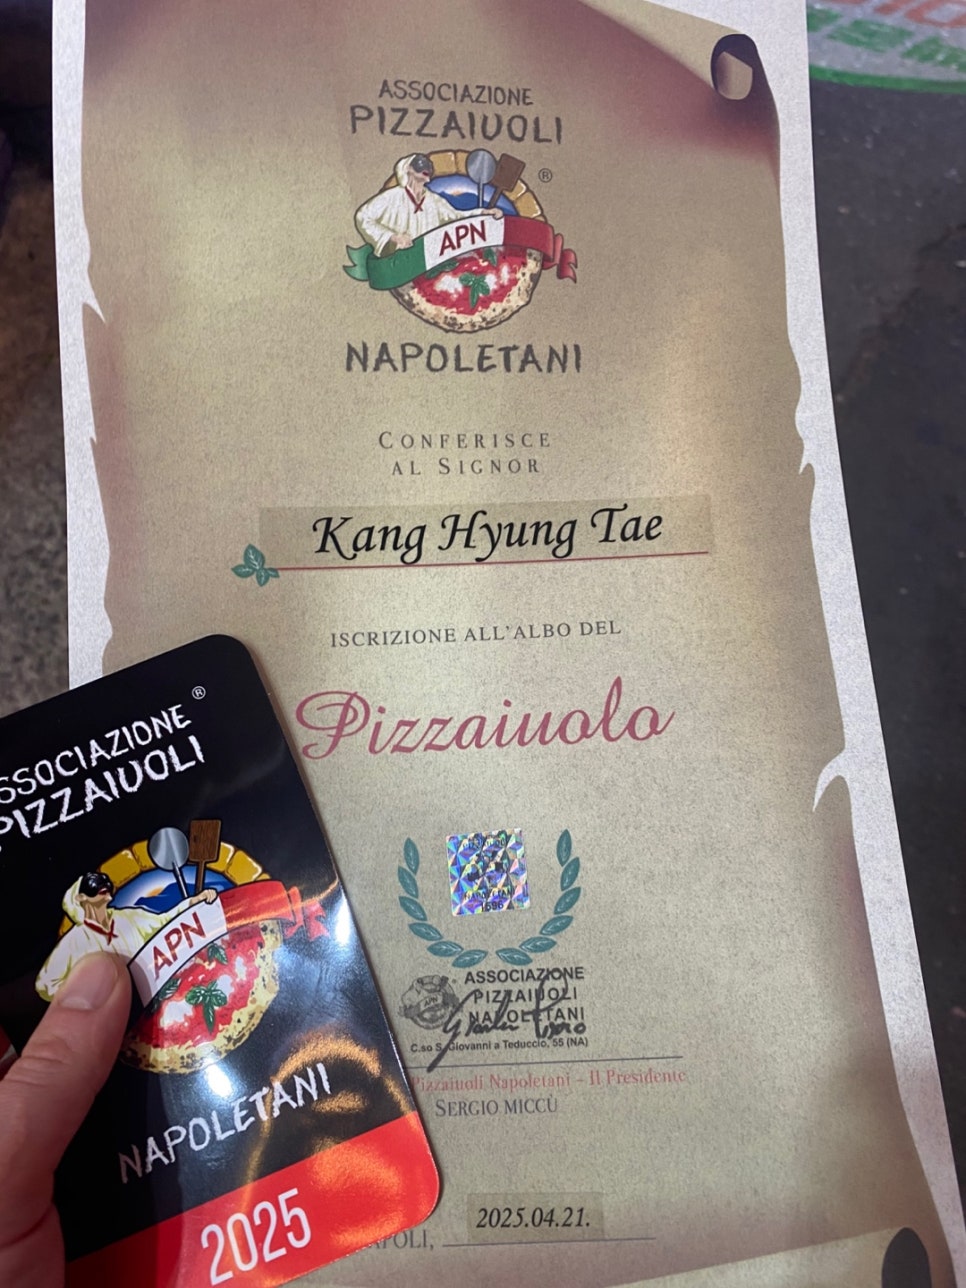 ASSOCIAZIONE
PIZZAIUOLI
®
APN
NAPOLETANI
CONFERISCE
AL SIGNOR
Kang Hyung Tae
ISCRIZIONE ALL'ALBO DEL
Pizzaiuolo
ASSOCIAZIONE
PIZZAIUOLI
NAPOLETANI
C.so S. Giovanni a Teduccio, 55 (NA)
Pizzaiuoli Napoletani - Il Presidente
SERGIO MICCÙ
2025.04.21.
®
SSOCIAZIONE
PIZZAIUOLI
APN
NAPOLETANI
2025